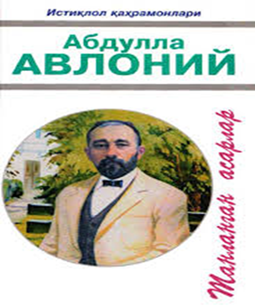 Истиқлол қаҳрамонлари
Абдулла
АВЛОНИЙ
Танланган асарлар